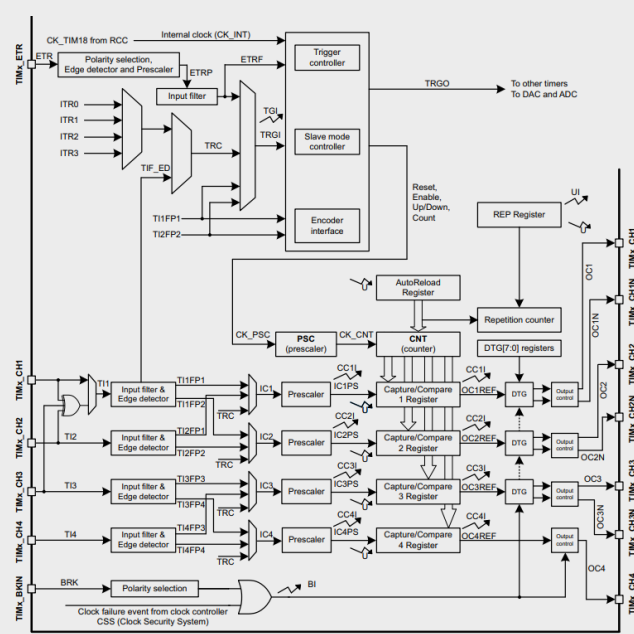 CK_TIM18 from RCC
Internal clock (CK_INT)
TIMx_ETR
ETR
Polarity selection,
Edge detector and Prescaler
ETRP
ETRF
Input filter
Trigger
controller
TRGO
To other timers
To DAC and ADC
ITR0
ITR1
ITR2
ITR3
TGI
TRGI
TRC
TIF_ED
Slave mode
controller
Reset,
Enable,
Up/Down,
Count
TI1FP1
TI2FP2
Encoder
interface
REP Register
UI
AutoReload
Register
Repetition counter
CK_PSC
PSC
(prescaler)
CK_CNT
CNT
(counter)
DTG[7:0] registers
TIMx_CH1
TI1
Input filter &
Edge detector
TI1FP1
TI1FP2
TRC
IC1
Prescaler
CC1I
IC1PS
Capture/Compare
1 Register
CC1I
OC1REF
DTG
Output
control
OC1
TIMx_CH1
OC1N
TIMx_CH1N
TIMx_CH2
TI2
Input filter &
Edge detector
TI2FP1
TI2FP2
IC2
Prescaler
CC2I
IC2PS
Capture/Compare
2 Register
CC2I
OC2REF
DTG
Output
control
OC2
TIMx_CH2
OC2N
TIMx_CH2N
TRC
TIMx_CH3
TI3
Input filter &
Edge detector
TI3FP3
TI3FP4
IC3
Prescaler
CC3I
IC3PS
Capture/Compare
3 Register
CC3I
OC3REF
DTG
Output
control
OC3
TIMx_CH3
OC3N
TIMx_CH3N
TRC
TIMx_CH4
TI4
Input filter &
Edge detector
TI4FP3
TI4FP4
TRC
IC4
Prescaler
CC4I
IC4PS
Capture/Compare
4 Register
CC4I
OC4REF
Output
control
OC4
TIMx_CH4
TIMx_BKIN
BRK
Polarity selection
BI
Clock failure event from clock controller
CSS (Clock Security System)